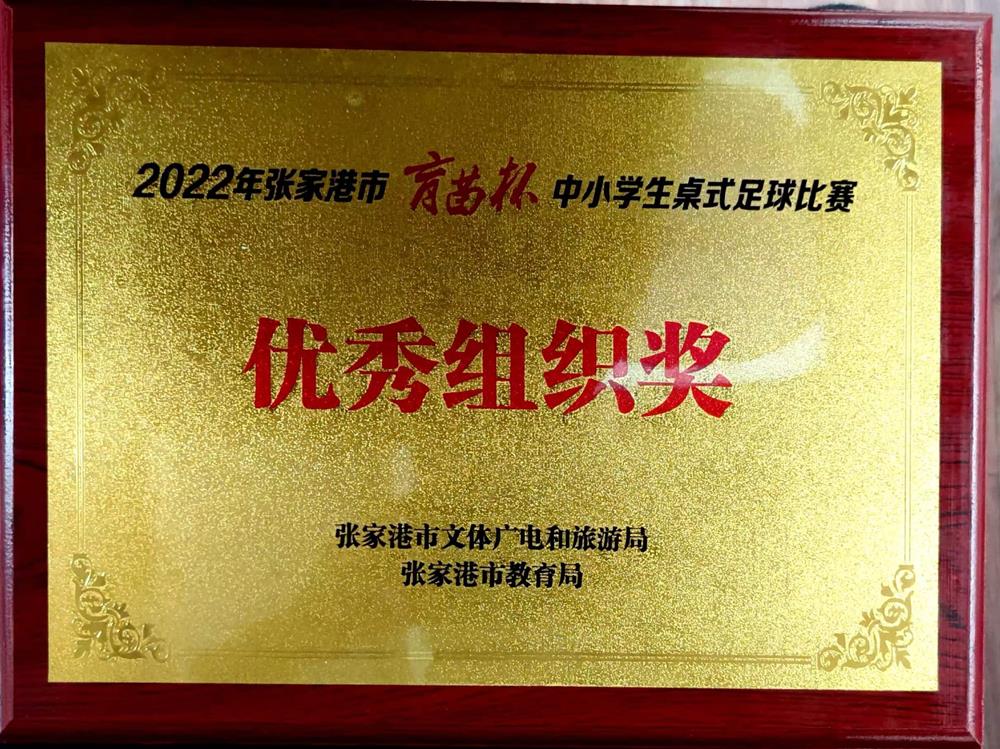 2022年张家港市 育苗杯 中小学生桌式足球比赛
优秀组织奖
张家港市文体广电和旅游局
张家港市教育局